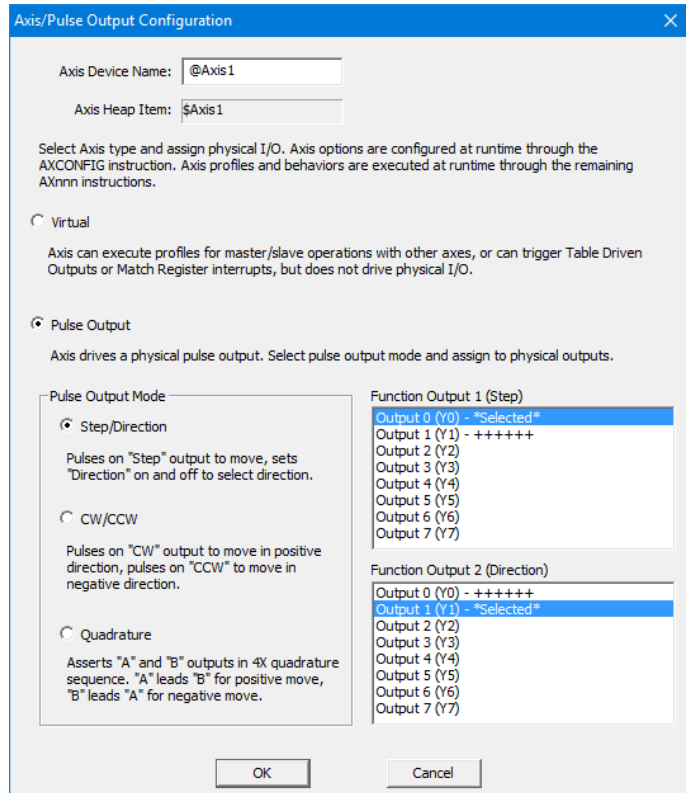 Axis/Pulse Output Configuration
Axis Device Name: @Axis1
Axis Heap Item: $Axis1
Select Axis type and assign physical I/O. Axis options are configured at runtime through the
AXCONFIG instruction. Axis profiles and behaviors are executed at runtime through the remaining
AXnnn instructions.
Virtual
Axis can execute profiles for master/slave operations with other axes, or can trigger Table Driven
Outputs or Match Register interrupts, but does not drive physical I/O.
Pulse Output
Axis drives a physical pulse output. Select pulse output mode and assign to physical outputs.
Pulse Output Mode
Step/Direction
Pulses on "Step" output to move, sets
"Direction" on and off to select direction.
CW/CCW
Pulses on "CW" output to move in positive
direction, pulses on "CCW" to move in
negative direction.
Quadrature
Asserts "A" and "B" outputs in 4X quadrature
sequence. "A" leads "B" for positive move,
"B" leads "A" for negative move.
Function Output 1 (Step)
Output 0 (Y0) - *Selected*
Output 1 (Y1) - ++++++
Output 2 (Y2)
Output 3 (Y3)
Output 4 (Y4)
Output 5 (Y5)
Output 6 (Y6)
Output 7 (Y7)
Function Output 2 (Direction)
Output 0 (Y0) - ++++++
Output 1 (Y1) - *Selected*
Output 2 (Y2)
Output 3 (Y3)
Output 4 (Y4)
Output 5 (Y5)
Output 6 (Y6)
Output 7 (Y7)
OK
Cancel